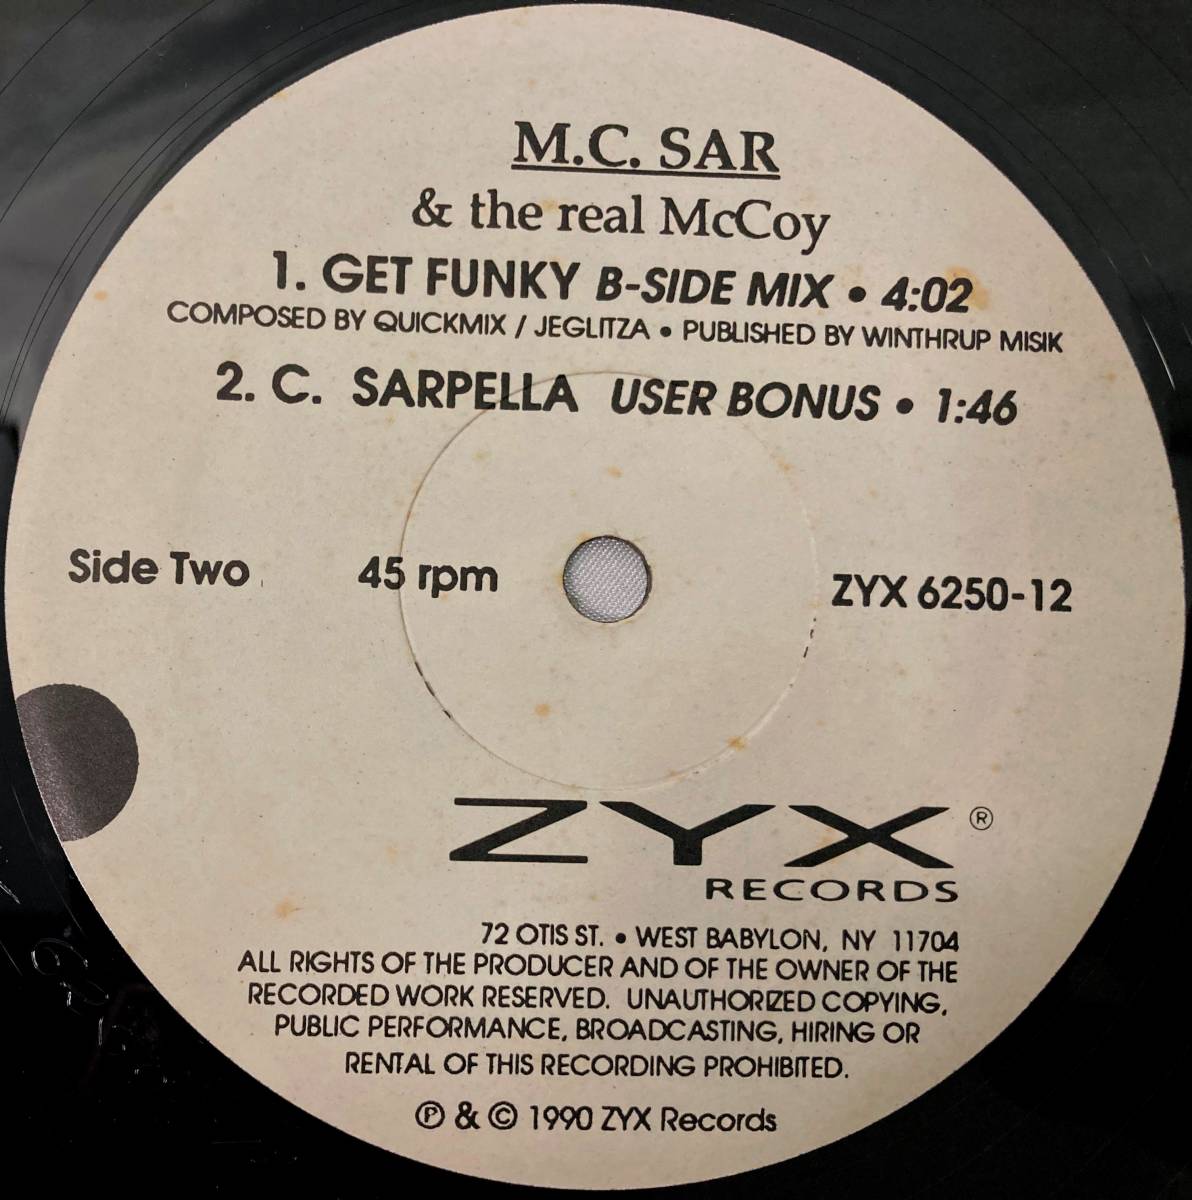 M.C. SAR
& the real McCoy
1. GET FUNKY B-SIDE MIX • 4:02
COMPOSED BY QUICKMIX / JEGLITZA • PUBLISHED BY WINTHRUP MISIK
2. C. SARPELLA USER BONUS • 1:46
Side Two 45 rpm ZYX 6250-12
ZYX ®
RECORDS
72 OTIS ST. • WEST BABYLON, NY 11704
ALL RIGHTS OF THE PRODUCER AND OF THE OWNER OF THE
RECORDED WORK RESERVED. UNAUTHORIZED COPYING,
PUBLIC PERFORMANCE, BROADCASTING, HIRING OR
RENTAL OF THIS RECORDING PROHIBITED.
℗ & © 1990 ZYX Records